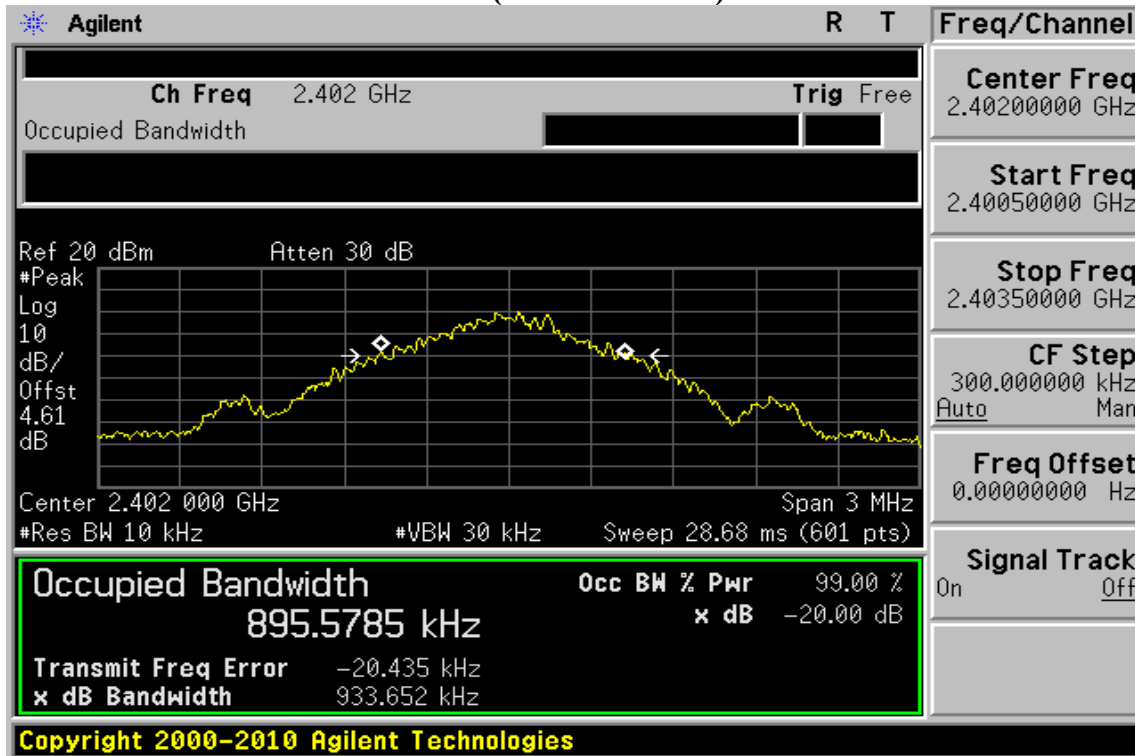 Agilent R T
Freq/Channel
Ch Freq 2.402 GHz Trig Free
Occupied Bandwidth
Center Freq
2.40200000 GHz
Start Freq
2.40050000 GHz
Stop Freq
2.40350000 GHz
CF Step
300.000000 kHz
Auto Man
Freq Offset
0.00000000 Hz
Signal Track
On Off
Ref 20 dBm Atten 30 dB
#Peak
Log
10
dB/
Offst
4.61
dB
Center 2.402 000 GHz Span 3 MHz
#Res BW 10 kHz #VBW 30 kHz Sweep 28.68 ms (601 pts)
Occupied Bandwidth
895.5785 kHz
Occ BW % Pwr 99.00 %
x dB -20.00 dB
Transmit Freq Error -20.435 kHz
x dB Bandwidth 933.652 kHz
Copyright 2000-2010 Agilent Technologies